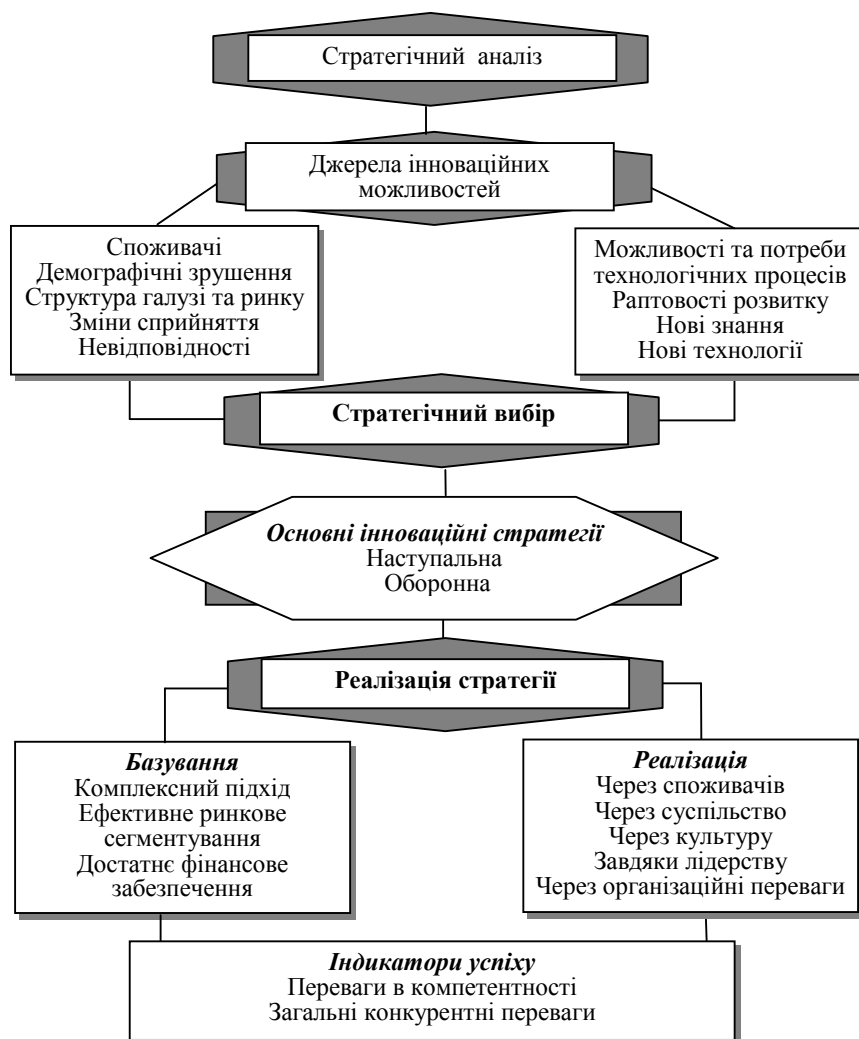 Стратегічний аналіз
Джерела інноваційних
можливостей
Споживачі
Демографічні зрушення
Структура галузі та ринку
Зміни сприйняття
Невідповідності
Можливості та потреби
технологічних процесів
Раптовості розвитку
Нові знання
Нові технології
Стратегічний вибір
Основні інноваційні стратегії
Наступальна
Оборонна
Реалізація стратегії
Базування
Комплексний підхід
Ефективне ринкове
сегментування
Достатнє фінансове
забезпечення
Реалізація
Через споживачів
Через суспільство
Через культуру
Завдяки лідерству
Через організаційні переваги
Індикатори успіху
Переваги в компетентності
Загальні конкурентні переваги